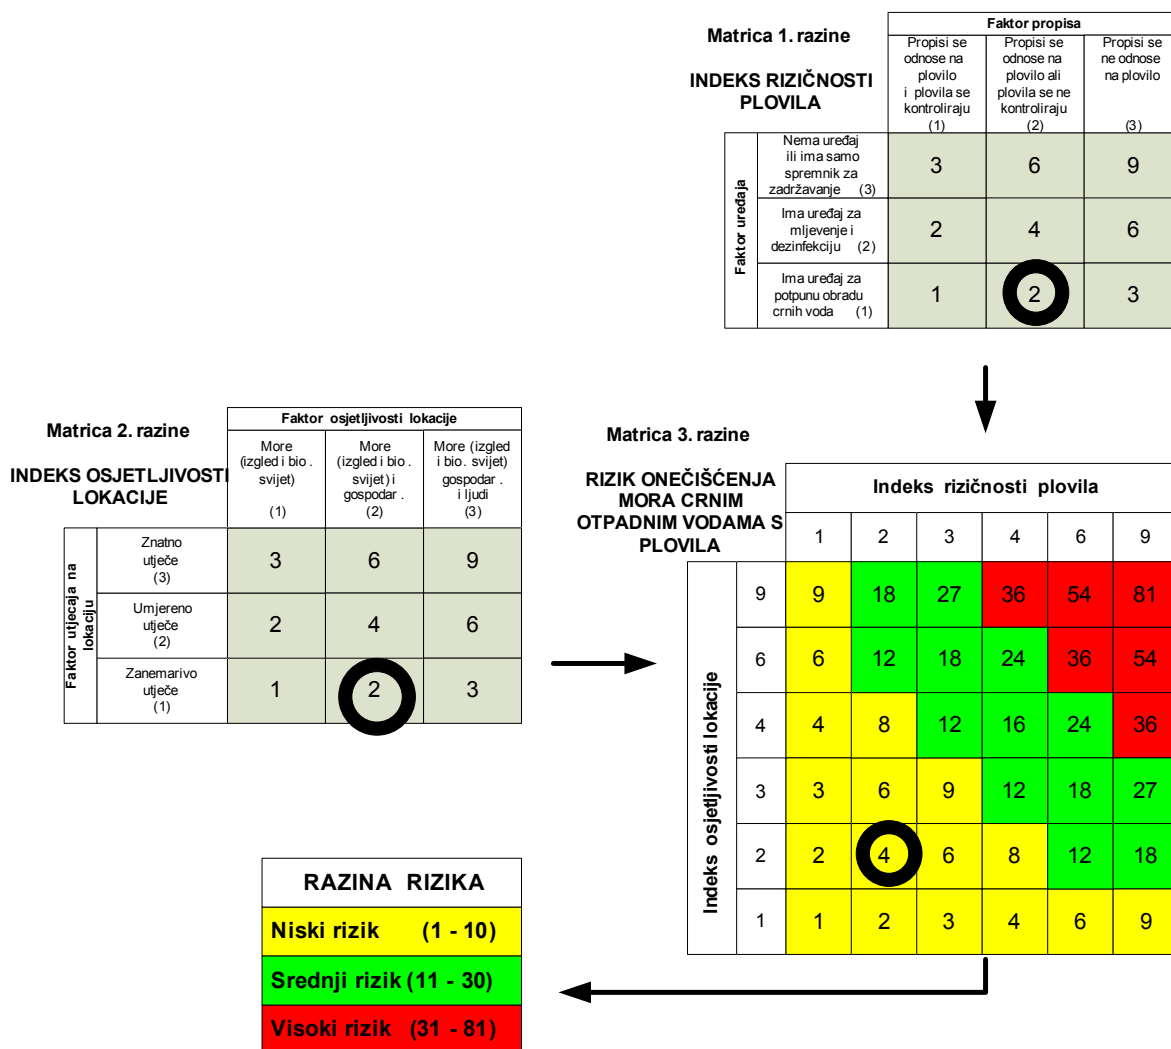 Matrica 1. razine
INDEKS RIZIČNOSTI
PLOVILA
Faktor propisa
Propisi se
odnose na
plovilo
i plovila se
kontroliraju
(1)
Propisi se
odnose na
plovilo ali
plovila se ne
kontroliraju
(2)
Propisi se
ne odnose
na plovilo
(3)
Faktor uređaja
Nema uređaj
ili ima samo
spremnik za
zadržavanje (3)
3 6 9
Ima uređaj za
mljevenje i
dezinfekciju (2)
2 4 6
Ima uređaj za
potpunu obradu
crnih voda (1)
1 2 3
Matrica 2. razine
INDEKS OSJETLJIVOSTI
LOKACIJE
Faktor osjetljivosti lokacije
More
(izgled i bio.
svijet)
(1)
More
(izgled i bio.
svijet) i
gospodar.
(2)
More (izgled
i bio. svijet)
gospodar.
i ljudi
(3)
Faktor utjecaja na
lokaciju
Znatno
utječe
(3)
3 6 9
Umjereno
utječe
(2)
2 4 6
Zanemarivo
utječe
(1)
1 2 3
Matrica 3. razine
RIZIK ONEČIŠĆENJA
MORA CRNIM
OTPADNIM VODAMA S
PLOVILA
Indeks rizičnosti plovila
1 2 3 4 6 9
Indeks osjetljivosti lokacije
9 9 18 27 36 54 81
6 6 12 18 24 36 54
4 4 8 12 16 24 36
3 3 6 9 12 18 27
2 2 4 6 8 12 18
1 1 2 3 4 6 9
RAZINA RIZIKA
Niski rizik (1 - 10)
Srednji rizik (11 - 30)
Visoki rizik (31 - 81)